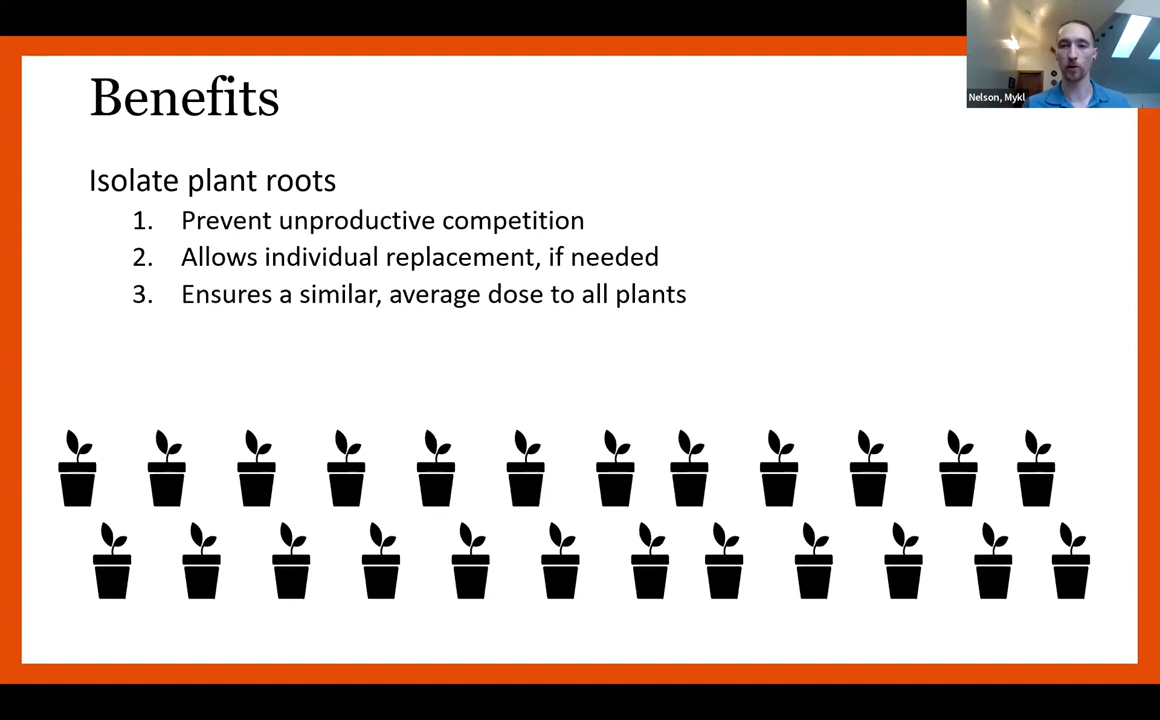 Benefits
Nelson, Mykl
Isolate plant roots
1. Prevent unproductive competition
2. Allows individual replacement, if needed
3. Ensures a similar, average dose to all plants